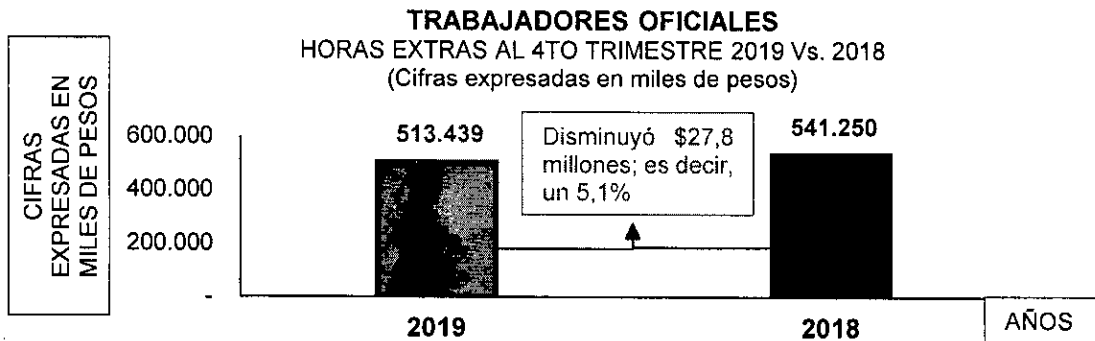 TRABAJADORES OFICIALES
HORAS EXTRAS AL 4TO TRIMESTRE 2019 Vs. 2018
(Cifras expresadas en miles de pesos)
CIFRAS
EXPRESADAS EN
MILES DE PESOS
600.000
400.000
200.000
-
513.439
Disminuyó $27,8
millones; es decir,
un 5,1%
541.250
2019
2018
AÑOS